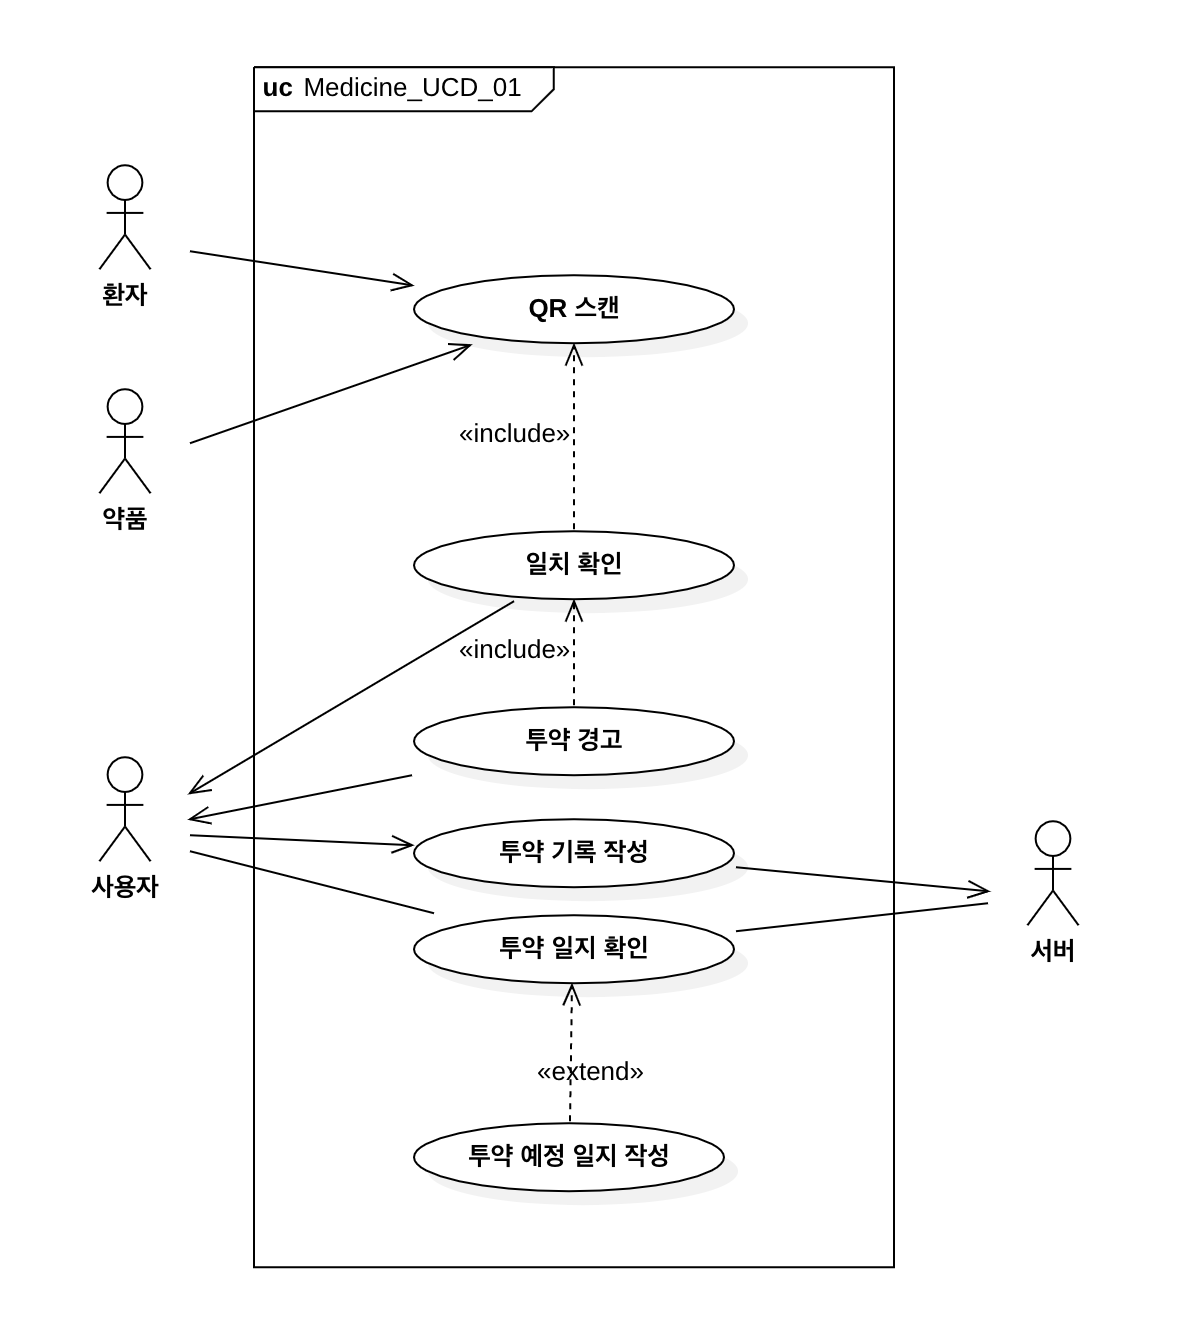 uc Medicine_UCD_01
환자
QR 스캔
«include»
약품
일치 확인
«include»
투약 경고
사용자
투약 기록 작성
투약 일지 확인
서버
«extend»
투약 예정 일지 작성